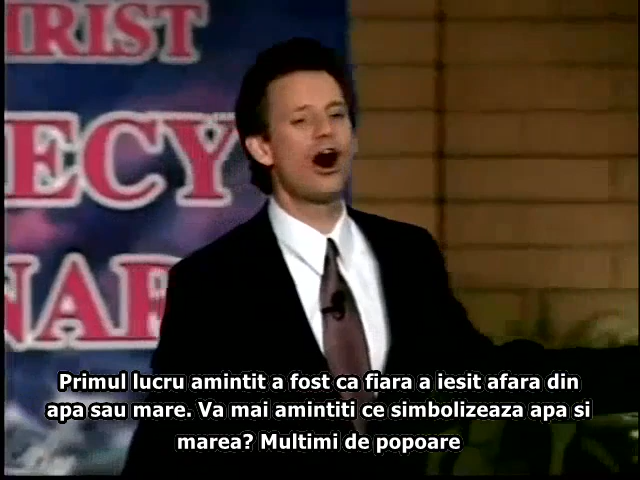 IRIST
ECY
NAR
Primul lucru amintit a fost ca fiara a iesit afara din
apa sau mare. Va mai amintiti ce simbolizeaza apa si
marea? Multimi de popoare